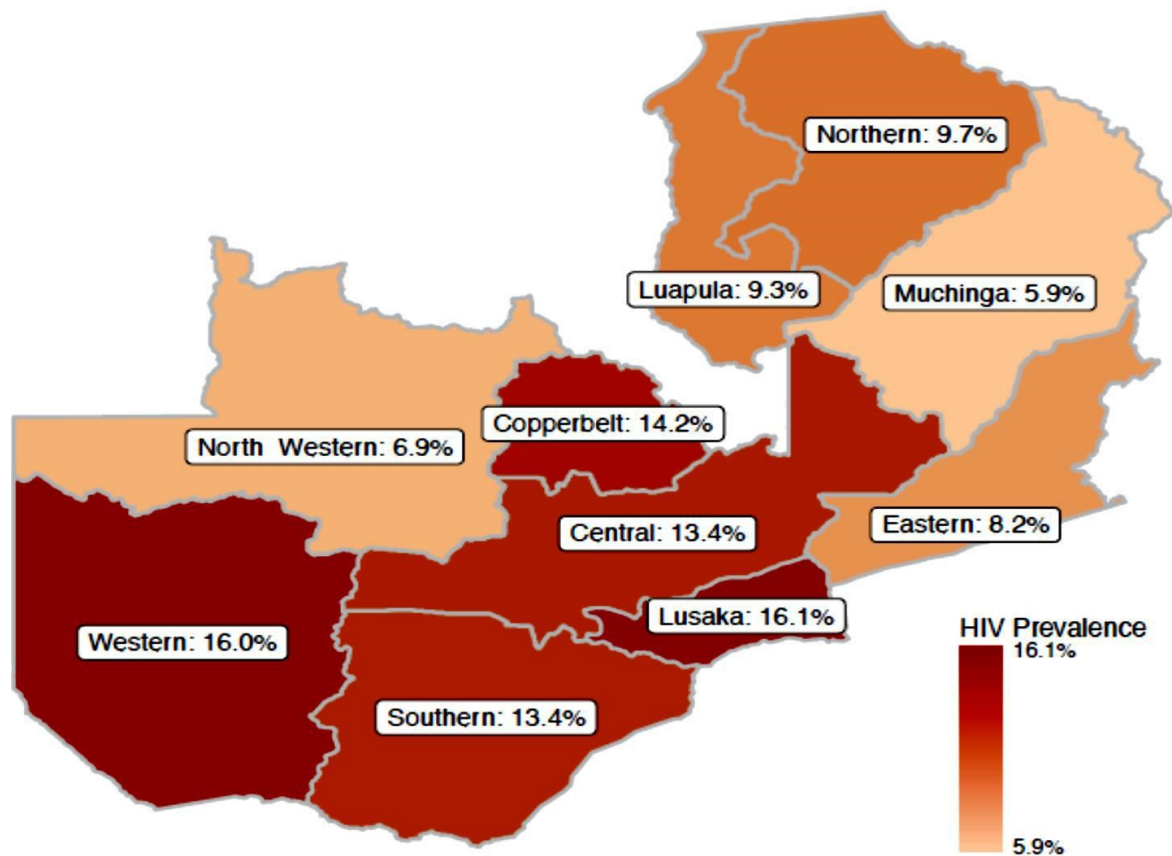 Northern: 9.7%
Luapula: 9.3%
Muchinga: 5.9%
Copperbelt: 14.2%
North Western: 6.9%
Central: 13.4%
Eastern: 8.2%
Lusaka: 16.1%
Western: 16.0%
Southern: 13.4%
HIV Prevalence
16.1%
5.9%